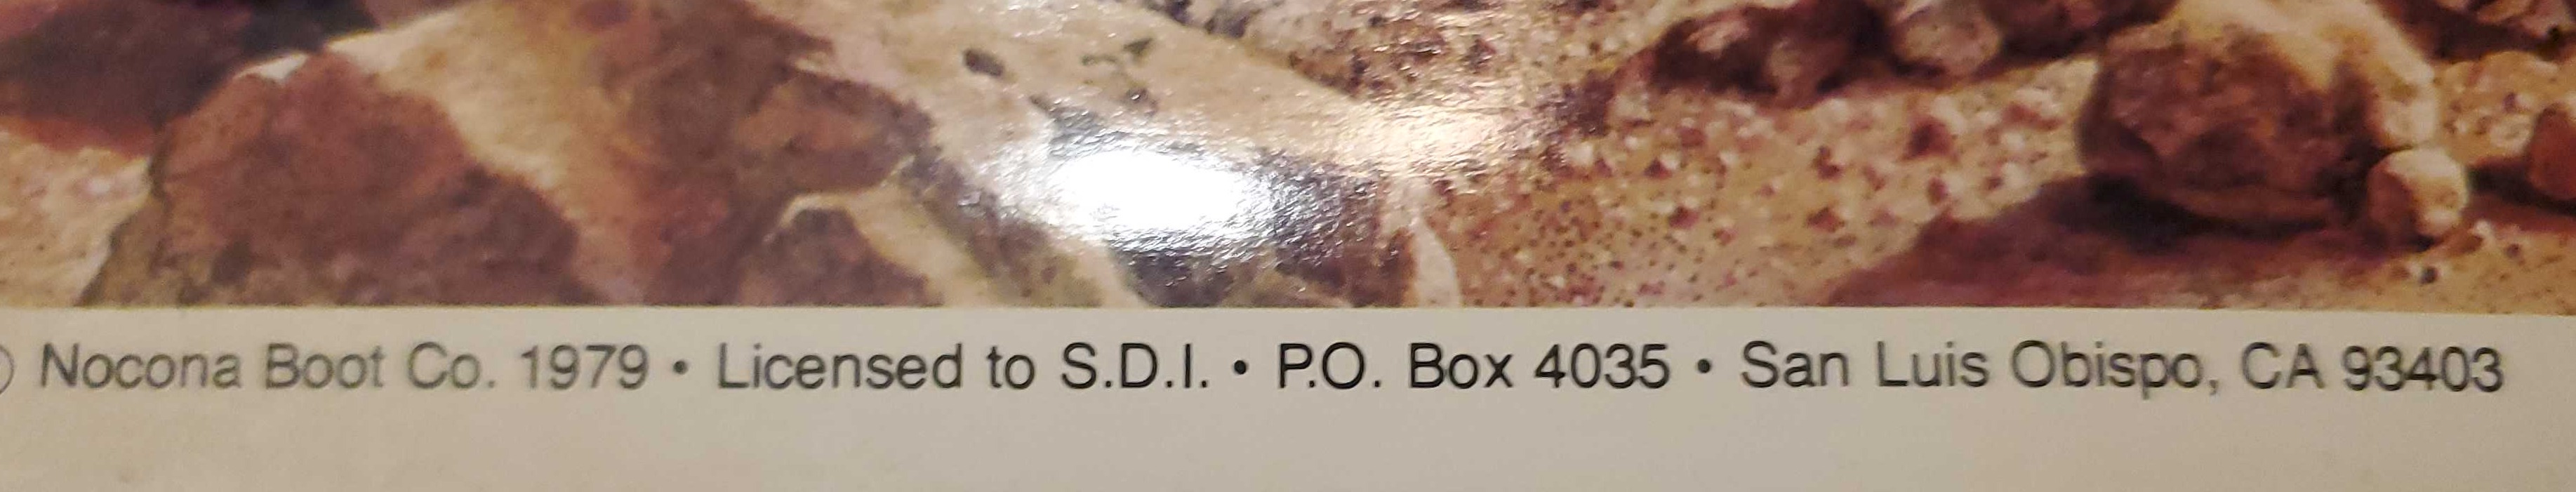 © Nocona Boot Co. 1979 • Licensed to S.D.I. • P.O. Box 4035 • San Luis Obispo, CA 93403